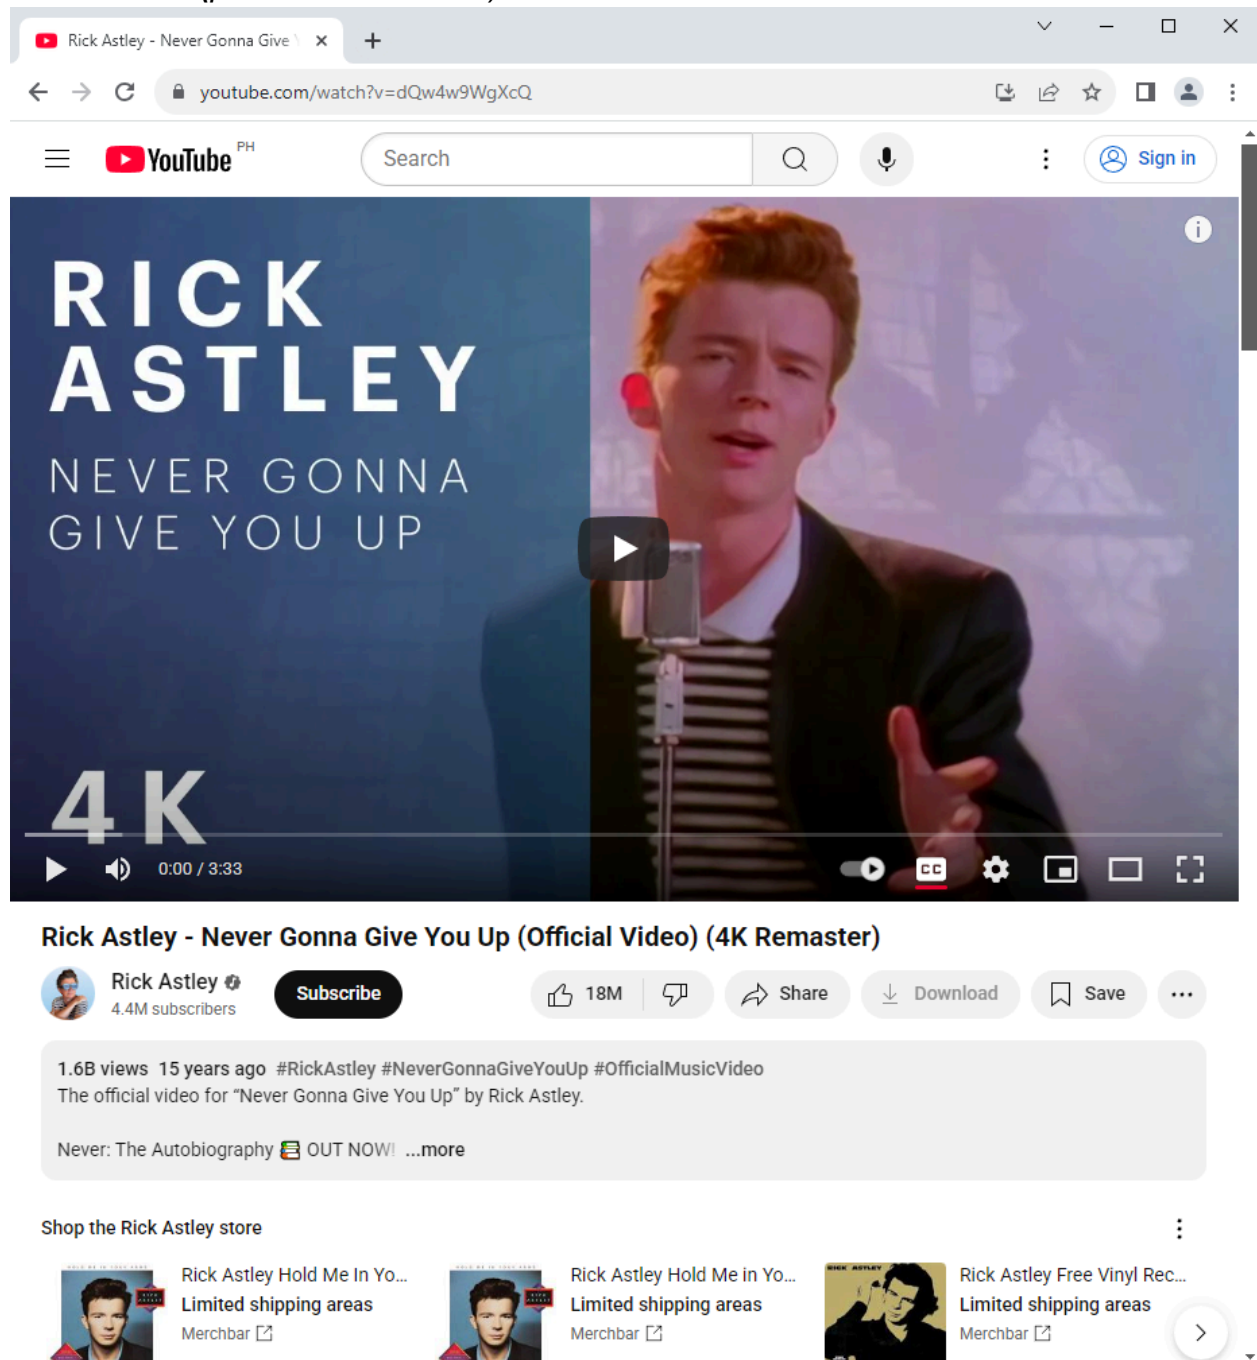 Rick Astley - Never Gonna Give
youtube.com/watch?v=dQw4w9WgXcQ
YouTube PH
Search
Sign in
RICK
ASTLEY
NEVER GONNA
GIVE YOU UP
4K
0:00 / 3:33
CC
Rick Astley - Never Gonna Give You Up (Official Video) (4K Remaster)
Rick Astley
4.4M subscribers
Subscribe
18M
Share
Download
Save
1.6B views 15 years ago #RickAstley #NeverGonnaGiveYouUp #OfficialMusicVideo
The official video for “Never Gonna Give You Up” by Rick Astley.
Never: The Autobiography 📚 OUT NOW! ...more
Shop the Rick Astley store
Rick Astley Hold Me In Yo...
Limited shipping areas
Merchbar
Rick Astley Hold Me in Yo...
Limited shipping areas
Merchbar
RICK ASTLEY
Rick Astley Free Vinyl Rec...
Limited shipping areas
Merchbar